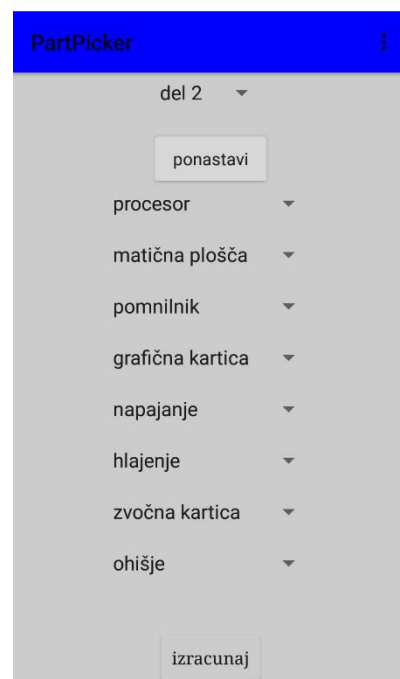 PartPicker
del 2
ponastavi
procesor
matična plošča
pomnilnik
grafična kartica
napajanje
hlajenje
zvočna kartica
ohišje
izracunaj